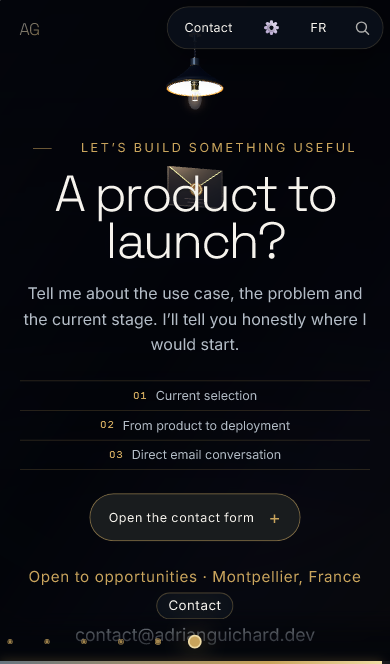 AG
Contact
FR
LET'S BUILD SOMETHING USEFUL
A product to
launch?
Tell me about the use case, the problem and
the current stage. I'll tell you honestly where I
would start.
01 Current selection
02 From product to deployment
03 Direct email conversation
Open the contact form +
Open to opportunities · Montpellier, France
Contact
contact@adrianguichard.dev